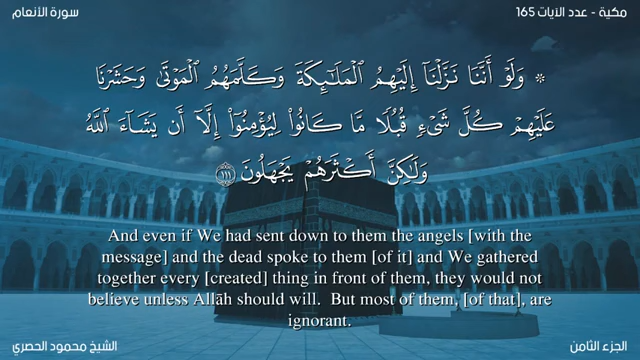 مكية - عدد الآيات 165
سورة الأنعام
۞ وَلَوْ أَنَّنَا نَزَّلْنَآ إِلَيْهِمُ ٱلْمَلَٰٓئِكَةَ وَكَلَّمَهُمُ ٱلْمَوْتَىٰ وَحَشَرْنَا
عَلَيْهِمْ كُلَّ شَىْءٍ قُبُلًا مَّا كَانُوا۟ لِيُؤْمِنُوٓا۟ إِلَّآ أَن يَشَآءَ ٱللَّهُ
وَلَٰكِنَّ أَكْثَرَهُمْ يَجْهَلُونَ ١١١
And even if We had sent down to them the angels [with the
message] and the dead spoke to them [of it] and We gathered
together every [created] thing in front of them, they would not
believe unless Allāh should will.  But most of them, [of that], are
ignorant.
الجزء الثامن
الشيخ محمود الحصري